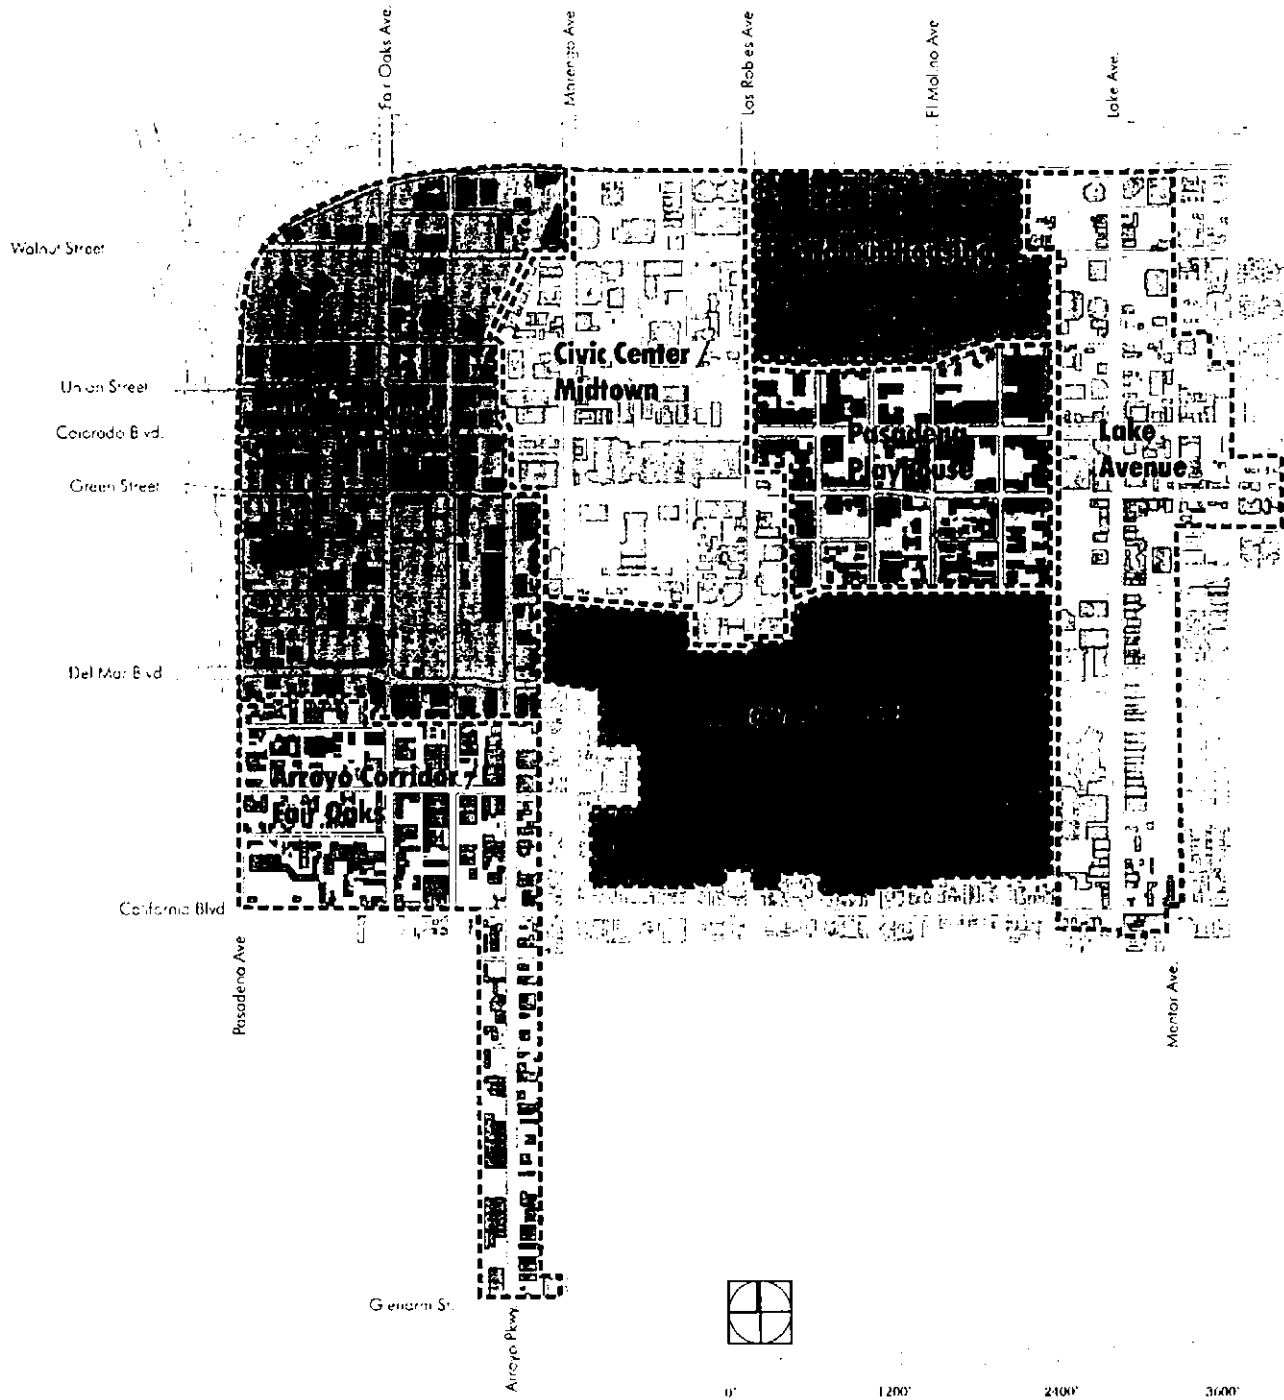 Fair Oaks Ave.
Marengo Ave
Los Robles Ave
El Molino Ave
Lake Ave.
Walnut Street
Union Street
Colorado Blvd.
Green Street
Del Mar Blvd
California Blvd
Civic Center /
Midtown
Pasadena
Playhouse
Lake
Avenue
Arroyo Corridor /
Fair Oaks
Pasadena Ave
Mentor Ave.
Glenarm St.
Arroyo Pkwy.
0'
1200'
2400'
3600'